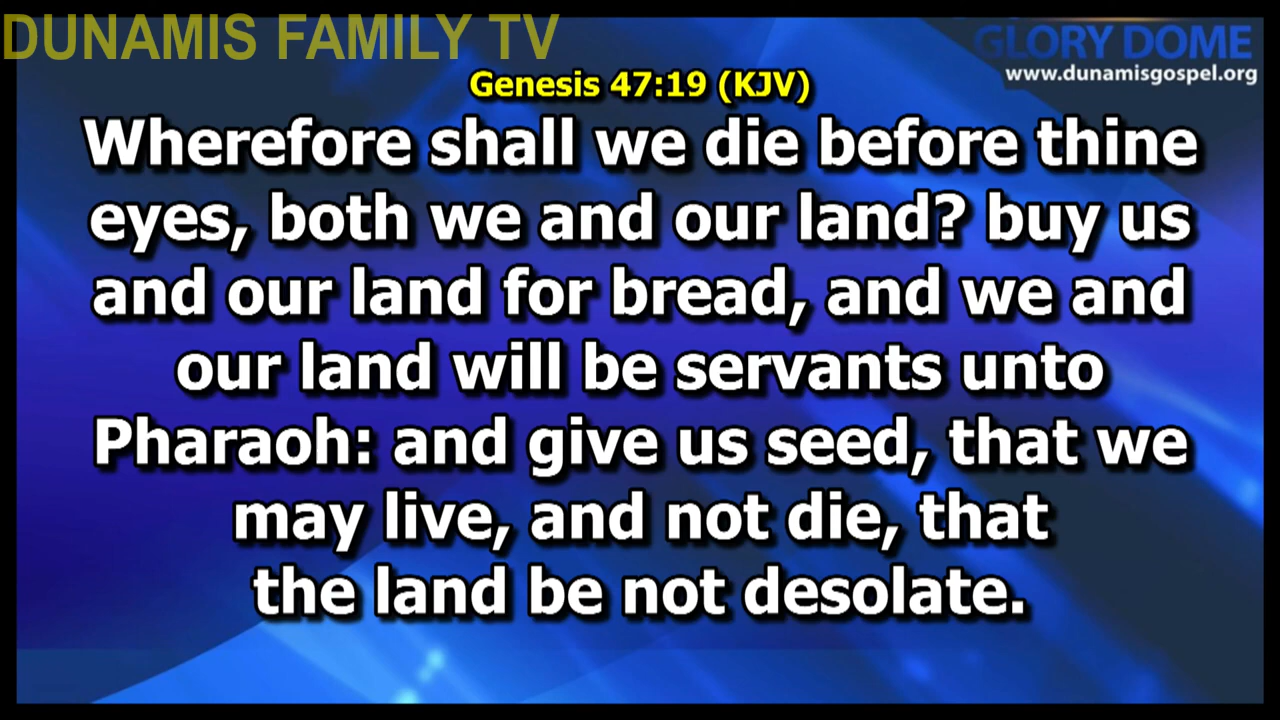 DUNAMIS FAMILY TV
GLORY DOME
www.dunamisgospel.org
Genesis 47:19 (KJV)
Wherefore shall we die before thine
eyes, both we and our land? buy us
and our land for bread, and we and
our land will be servants unto
Pharaoh: and give us seed, that we
may live, and not die, that
the land be not desolate.